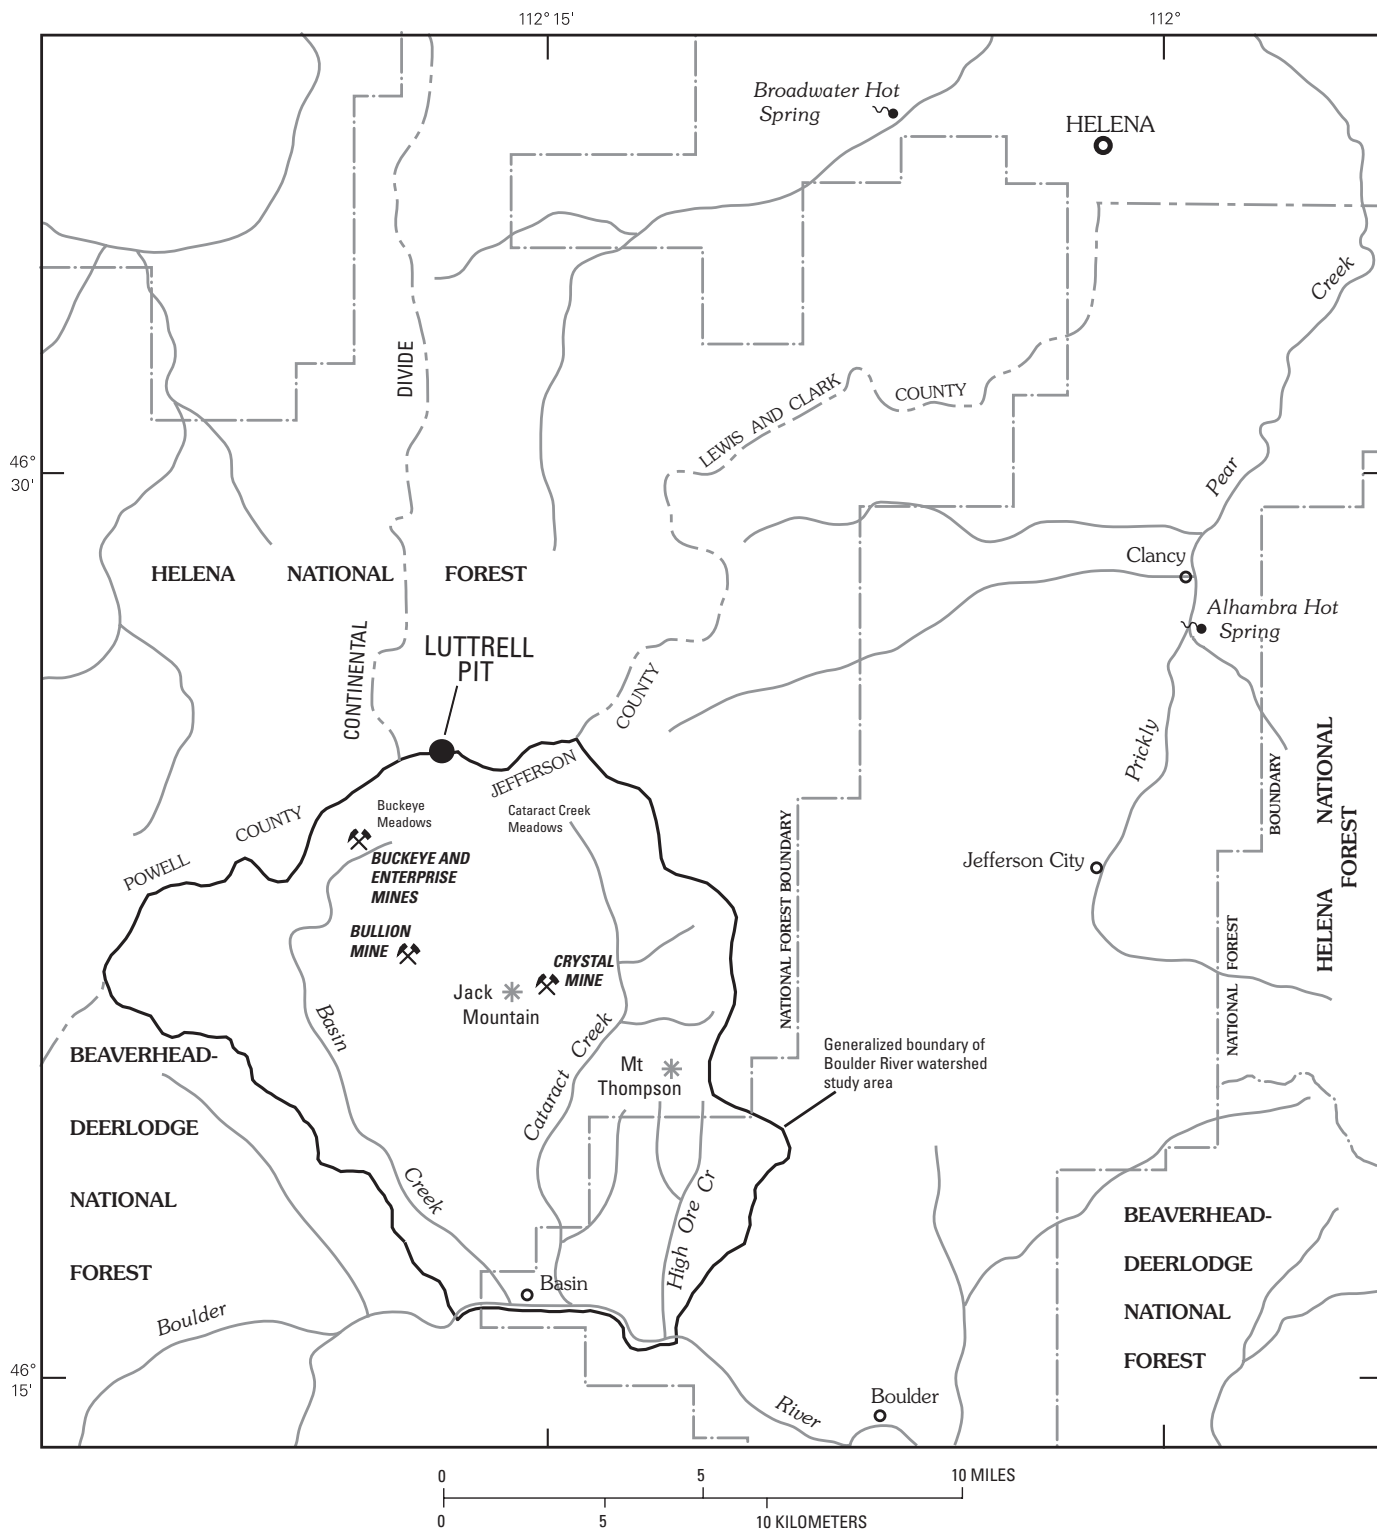 112° 15'
112°
Broadwater Hot
Spring
HELENA
Creek
DIVIDE
LEWIS AND CLARK
COUNTY
46°
30'
Pear
Clancy
HELENA NATIONAL FOREST
Alhambra Hot
Spring
CONTINENTAL
LUTTRELL
PIT
COUNTY
Prickly
BOUNDARY
HELENA NATIONAL
FOREST
JEFFERSON
POWELL COUNTY
Buckeye
Meadows
Cataract Creek
Meadows
BUCKEYE AND
ENTERPRISE
MINES
Jefferson City
NATIONAL FOREST BOUNDARY
NATIONAL FOREST
BULLION
MINE
CRYSTAL
MINE
Jack
Mountain
Basin
Creek
Cataract Creek
Mt
Thompson
Generalized boundary of
Boulder River watershed
study area
BEAVERHEAD-
DEERLODGE
NATIONAL
FOREST
High Ore Cr
BEAVERHEAD-
DEERLODGE
NATIONAL
FOREST
Basin
Boulder
River
Boulder
46°
15'
0 5 10 MILES
0 5 10 KILOMETERS